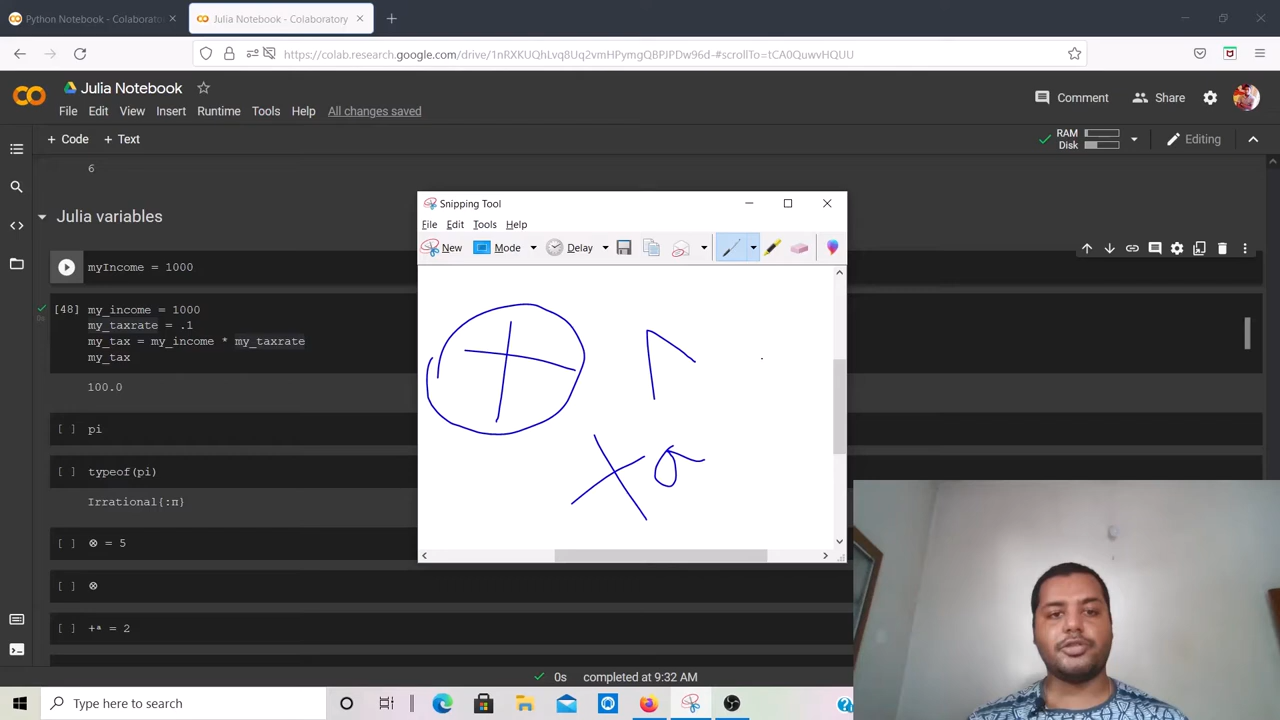 Python Notebook - Colaborato
Julia Notebook - Colaboratory
https://colab.research.google.com/drive/1nRXKUQhLvq8Uq2vmHPymgQBPJPDw96d-#scrollTo=tCA0QuwvHQUU
Julia Notebook
Comment
Share
File Edit View Insert Runtime Tools Help All changes saved
+ Code + Text
RAM
Disk
Editing
6
Julia variables
Snipping Tool
File Edit Tools Help
New Mode Delay
myIncome = 1000
[48] my_income = 1000
my_taxrate = .1
my_tax = my_income * my_taxrate
my_tax
100.0
[ ] pi
[ ] typeof(pi)
Irrational{:π}
[ ] ⊗ = 5
[ ] ⊗
σ
0s completed at 9:32 AM
Type here to search